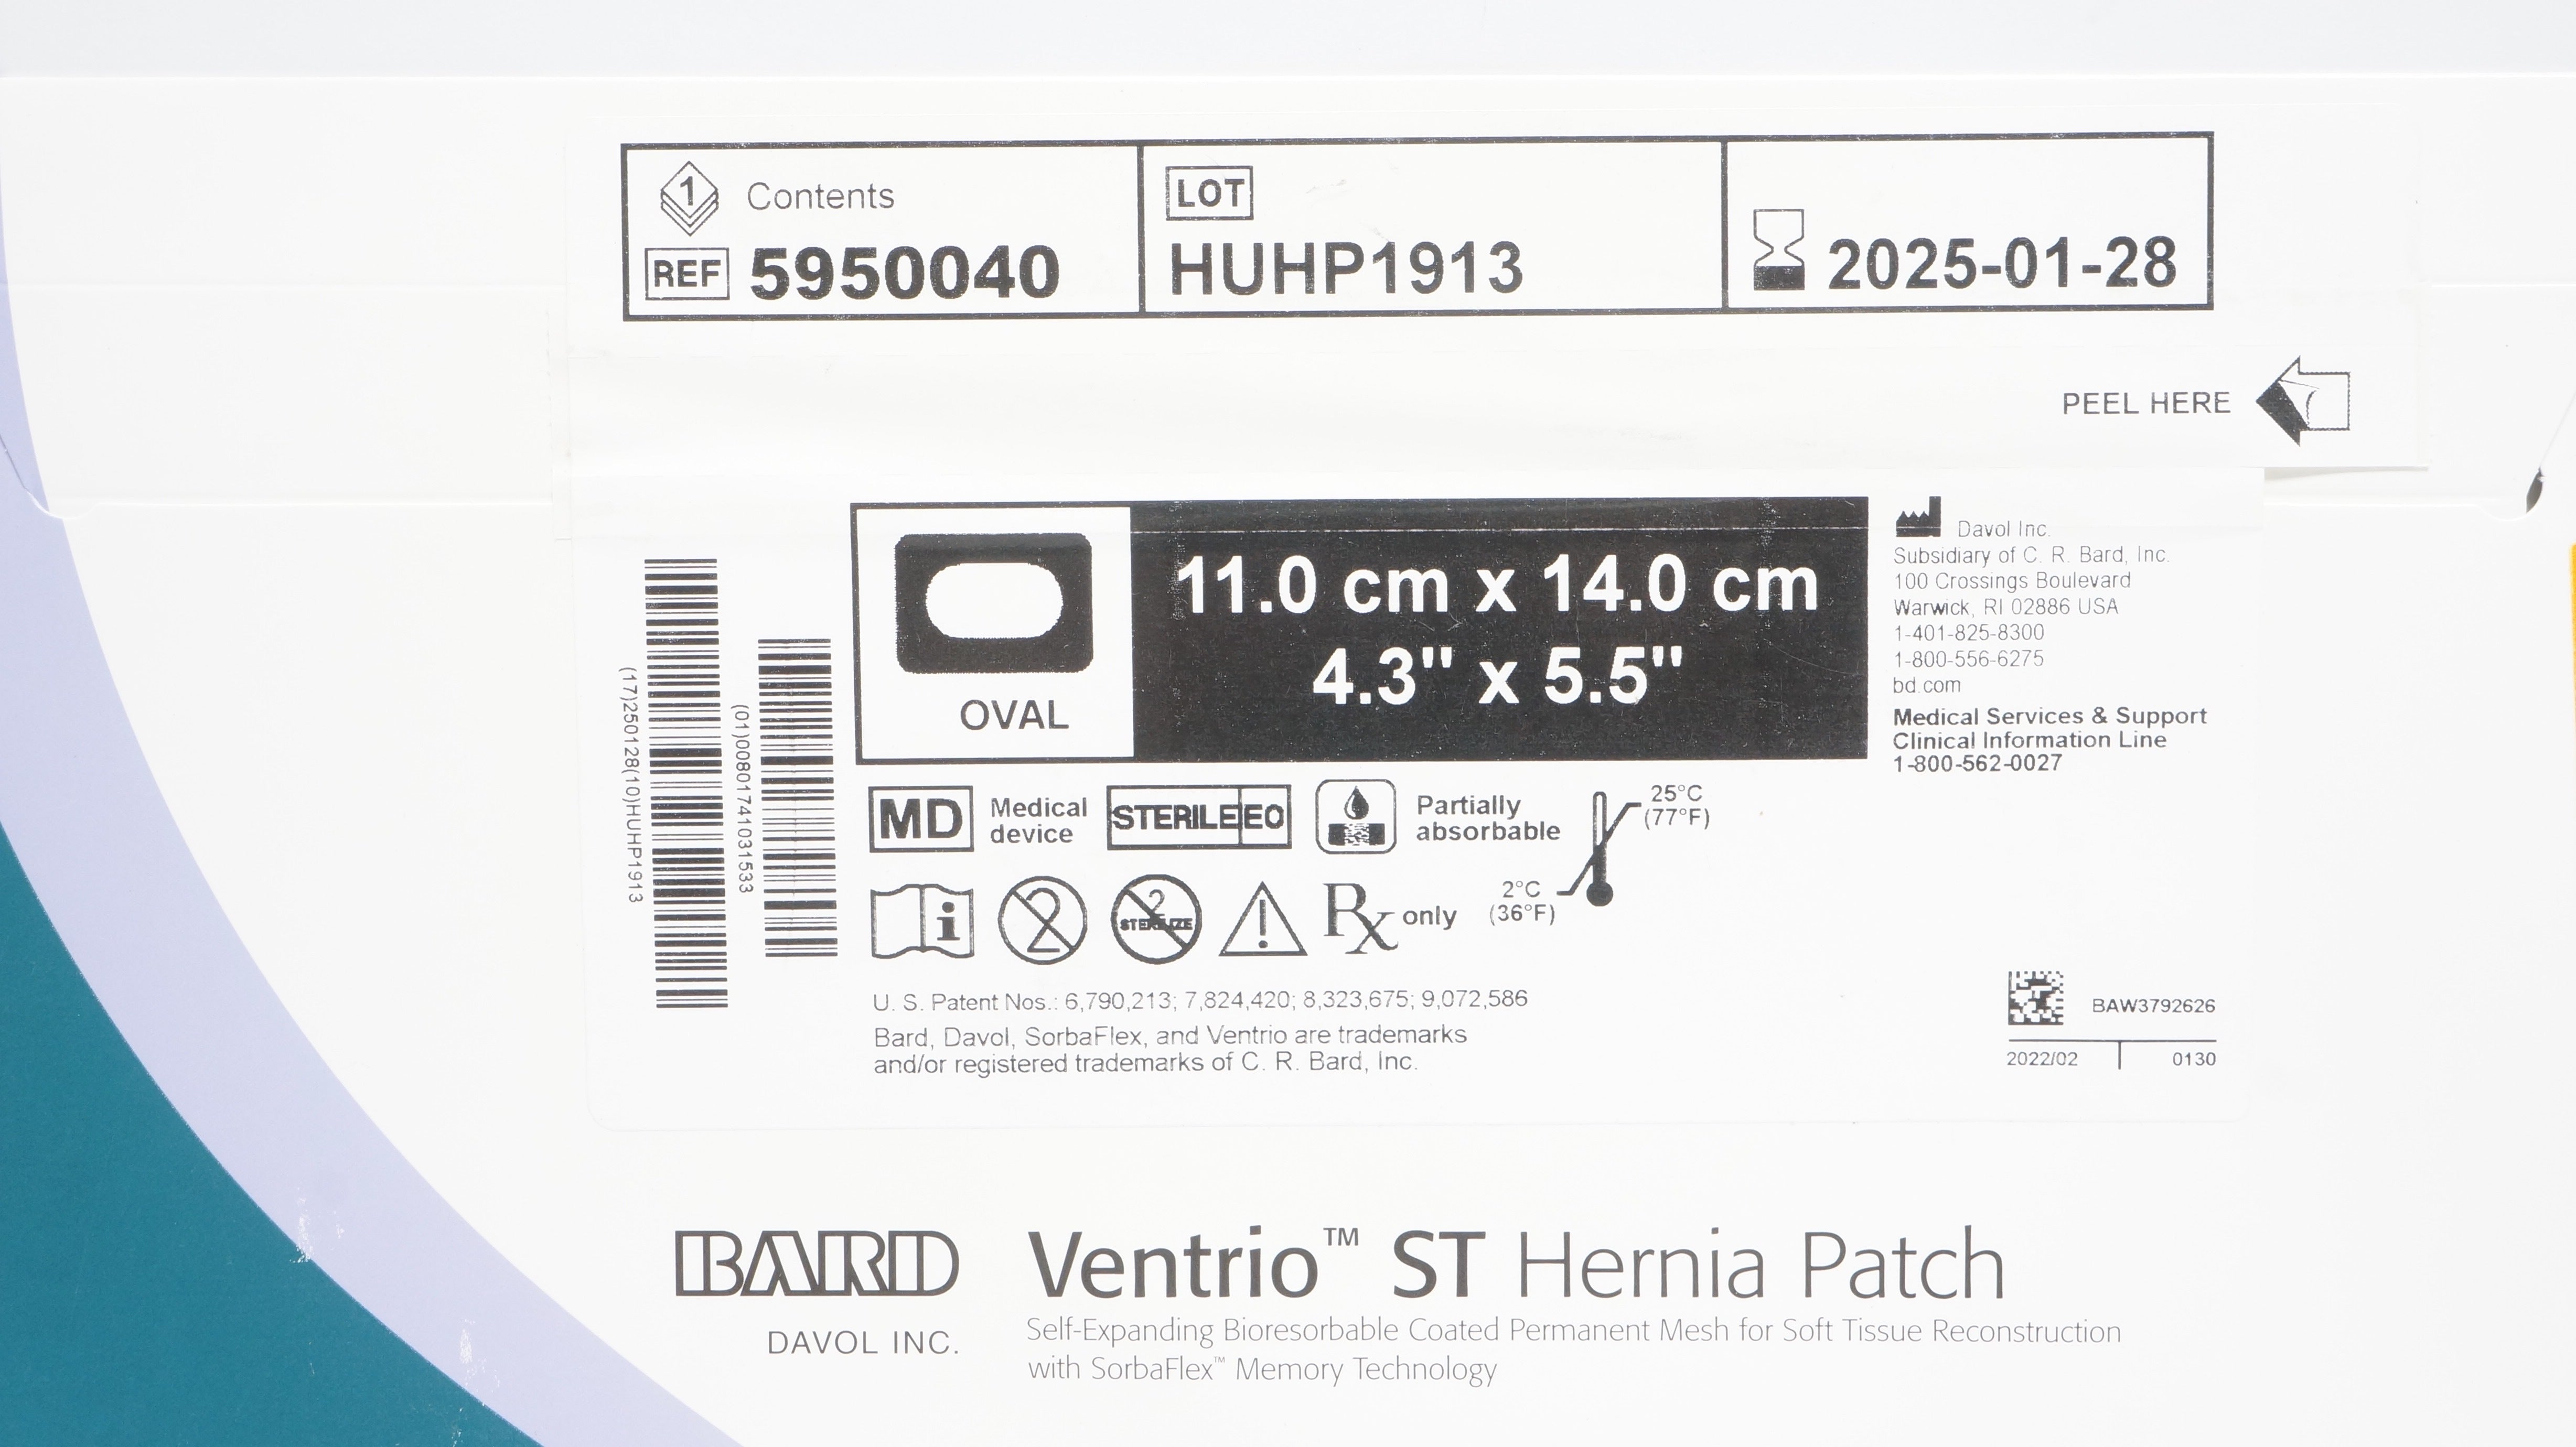 1 Contents
REF 5950040
LOT
HUHP1913
2025-01-28
PEEL HERE
OVAL
11.0 cm x 14.0 cm
4.3" x 5.5"
Davol Inc.
Subsidiary of C. R. Bard, Inc.
100 Crossings Boulevard
Warwick, RI 02886 USA
1-401-825-8300
1-800-556-6275
bd.com
Medical Services & Support
Clinical Information Line
1-800-562-0027
(17)250128(10)HUHP1913
(01)00801741031533
MD
Medical
device
STERILE EO
Partially
absorbable
25°C
(77°F)
2°C
(36°F)
i
2
2
STERILIZE
!
Rx only
U. S. Patent Nos.: 6,790,213; 7,824,420; 8,323,675; 9,072,586
Bard, Davol, SorbaFlex, and Ventrio are trademarks
and/or registered trademarks of C. R. Bard, Inc.
BAW3792626
2022/02 0130
BARD
DAVOL INC.
Ventrio™ ST Hernia Patch
Self-Expanding Bioresorbable Coated Permanent Mesh for Soft Tissue Reconstruction
with SorbaFlex™ Memory Technology